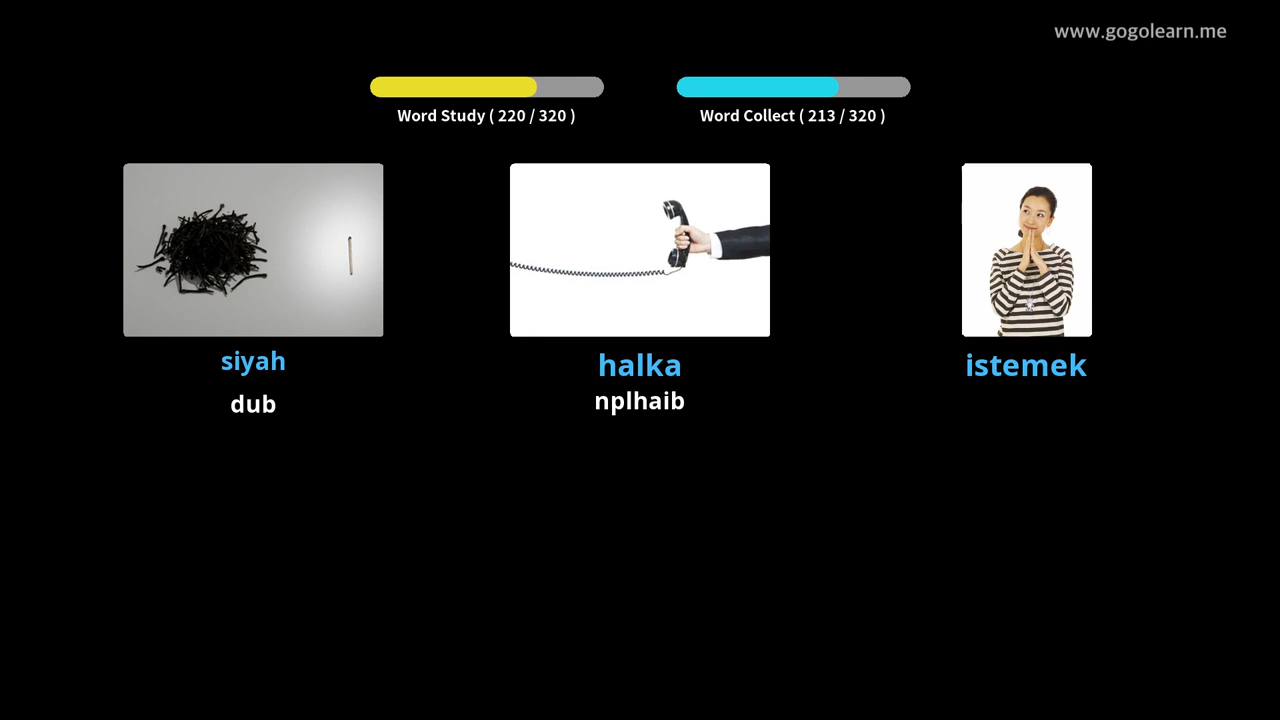 www.gogolearn.me
Word Study ( 220 / 320 )
Word Collect ( 213 / 320 )
siyah
halka
istemek
dub
nplhaib